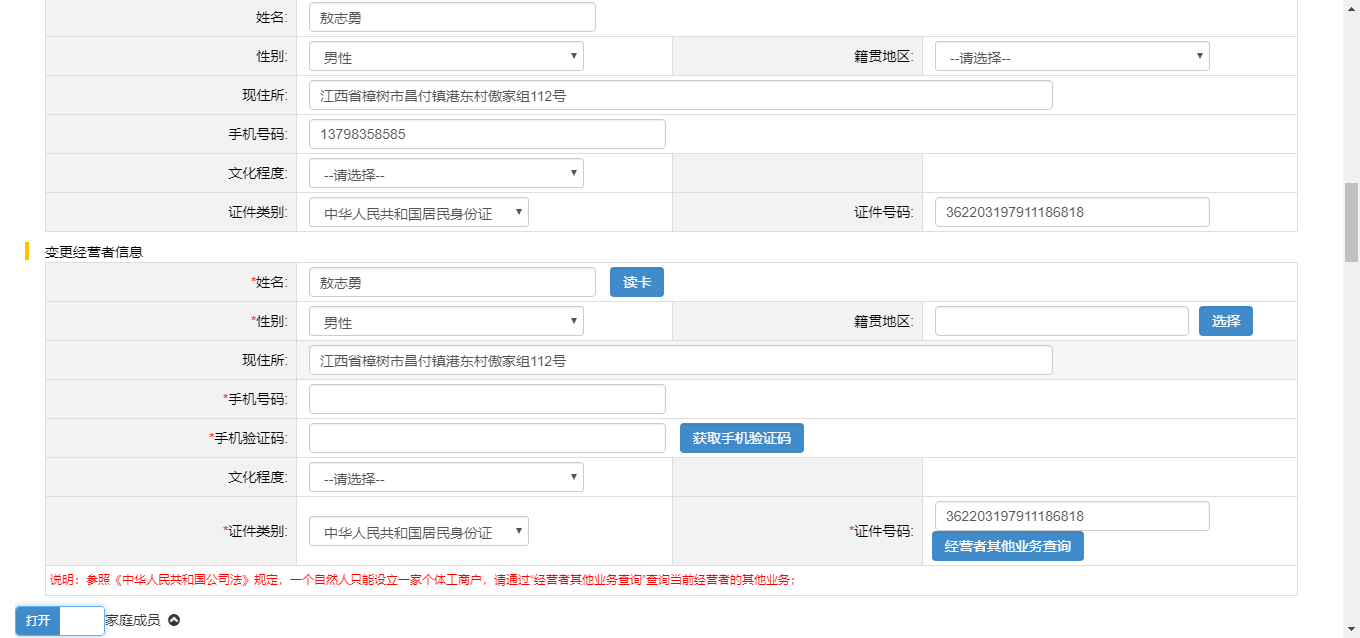 姓名: 敖志勇
性别: 男性 籍贯地区: --请选择--
现住所: 江西省樟树市昌付镇港东村傲家组112号
手机号码: 13798358585
文化程度: --请选择--
证件类别: 中华人民共和国居民身份证 证件号码: 362203197911186818
变更经营者信息
*姓名: 敖志勇 读卡
*性别: 男性 籍贯地区: 选择
现住所: 江西省樟树市昌付镇港东村傲家组112号
*手机号码:
*手机验证码: 获取手机验证码
文化程度: --请选择--
*证件类别: 中华人民共和国居民身份证 *证件号码: 362203197911186818
经营者其他业务查询
说明：参照《中华人民共和国公司法》规定，一个自然人只能设立一家个体工商户，请通过“经营者其他业务查询”查询当前经营者的其他业务；
打开 家庭成员